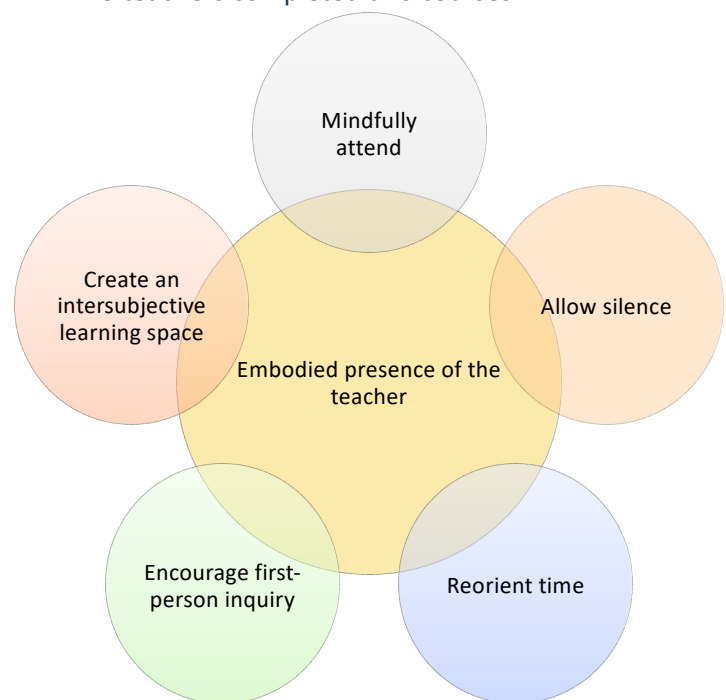 Mindfully
attend
Create an
intersubjective
learning space
Allow silence
Embodied presence of the
teacher
Encourage first-
person inquiry
Reorient time